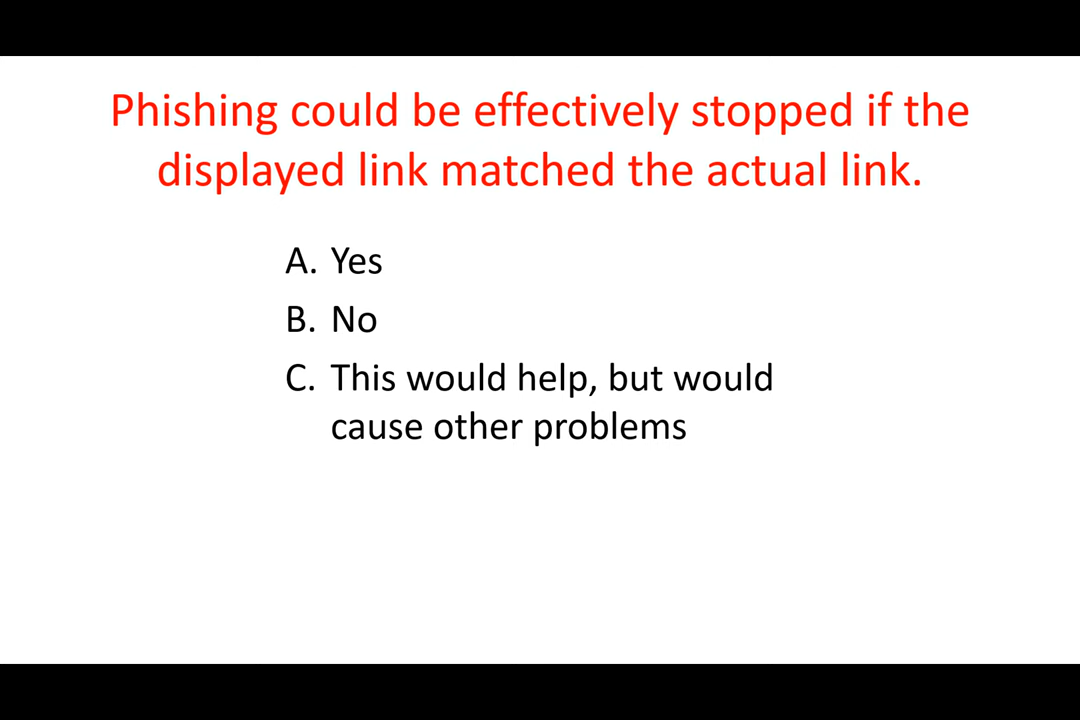 Phishing could be effectively stopped if the
displayed link matched the actual link.
A. Yes
B. No
C. This would help, but would
cause other problems